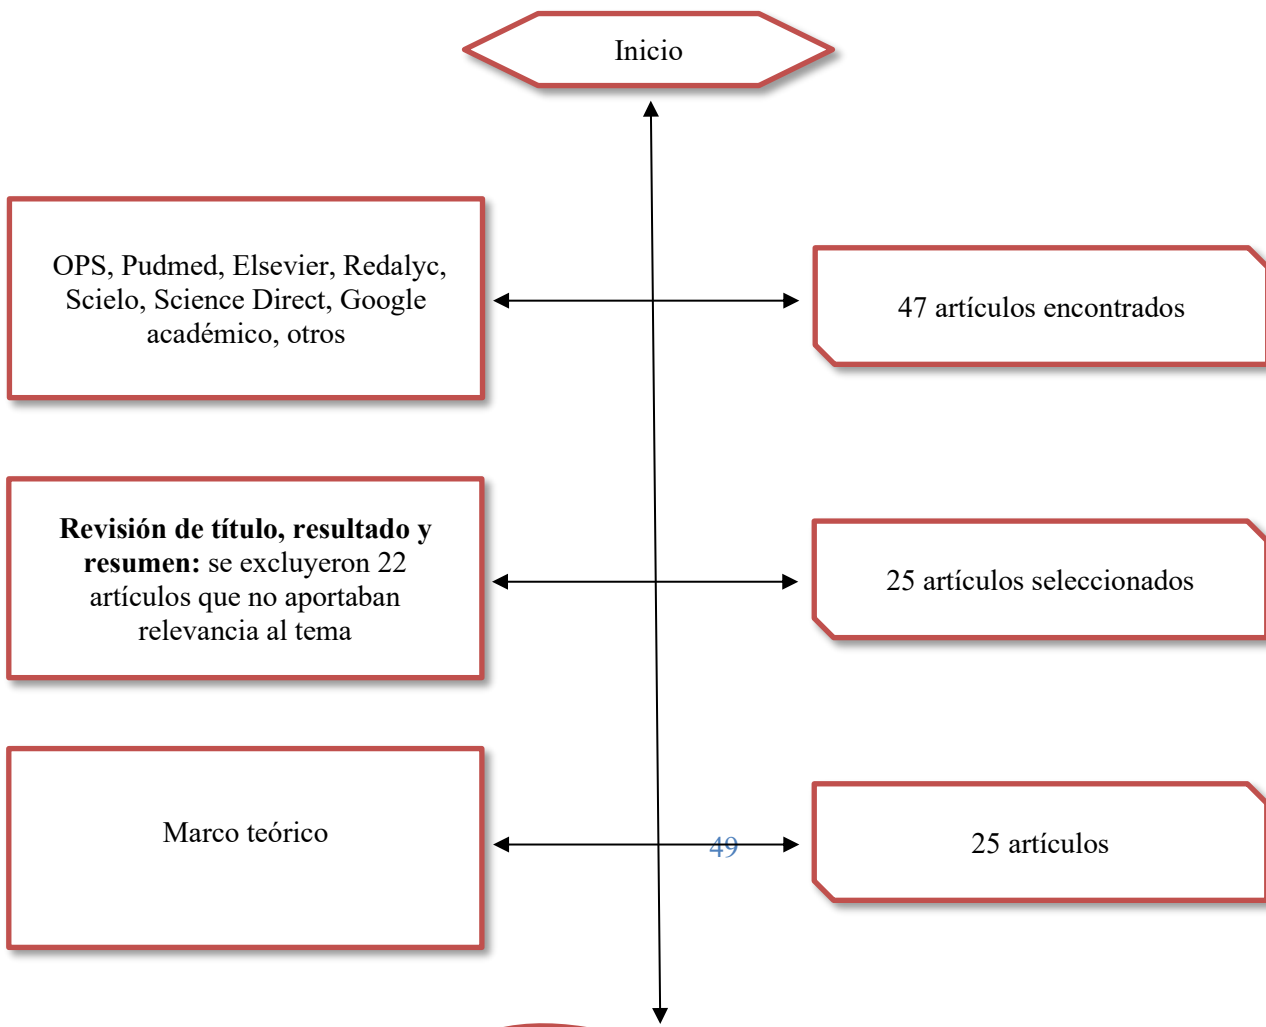 Inicio
OPS, Pudmed, Elsevier, Redalyc,
Scielo, Science Direct, Google
académico, otros
47 artículos encontrados
Revisión de título, resultado y
resumen: se excluyeron 22
artículos que no aportaban
relevancia al tema
25 artículos seleccionados
Marco teórico
49
25 artículos